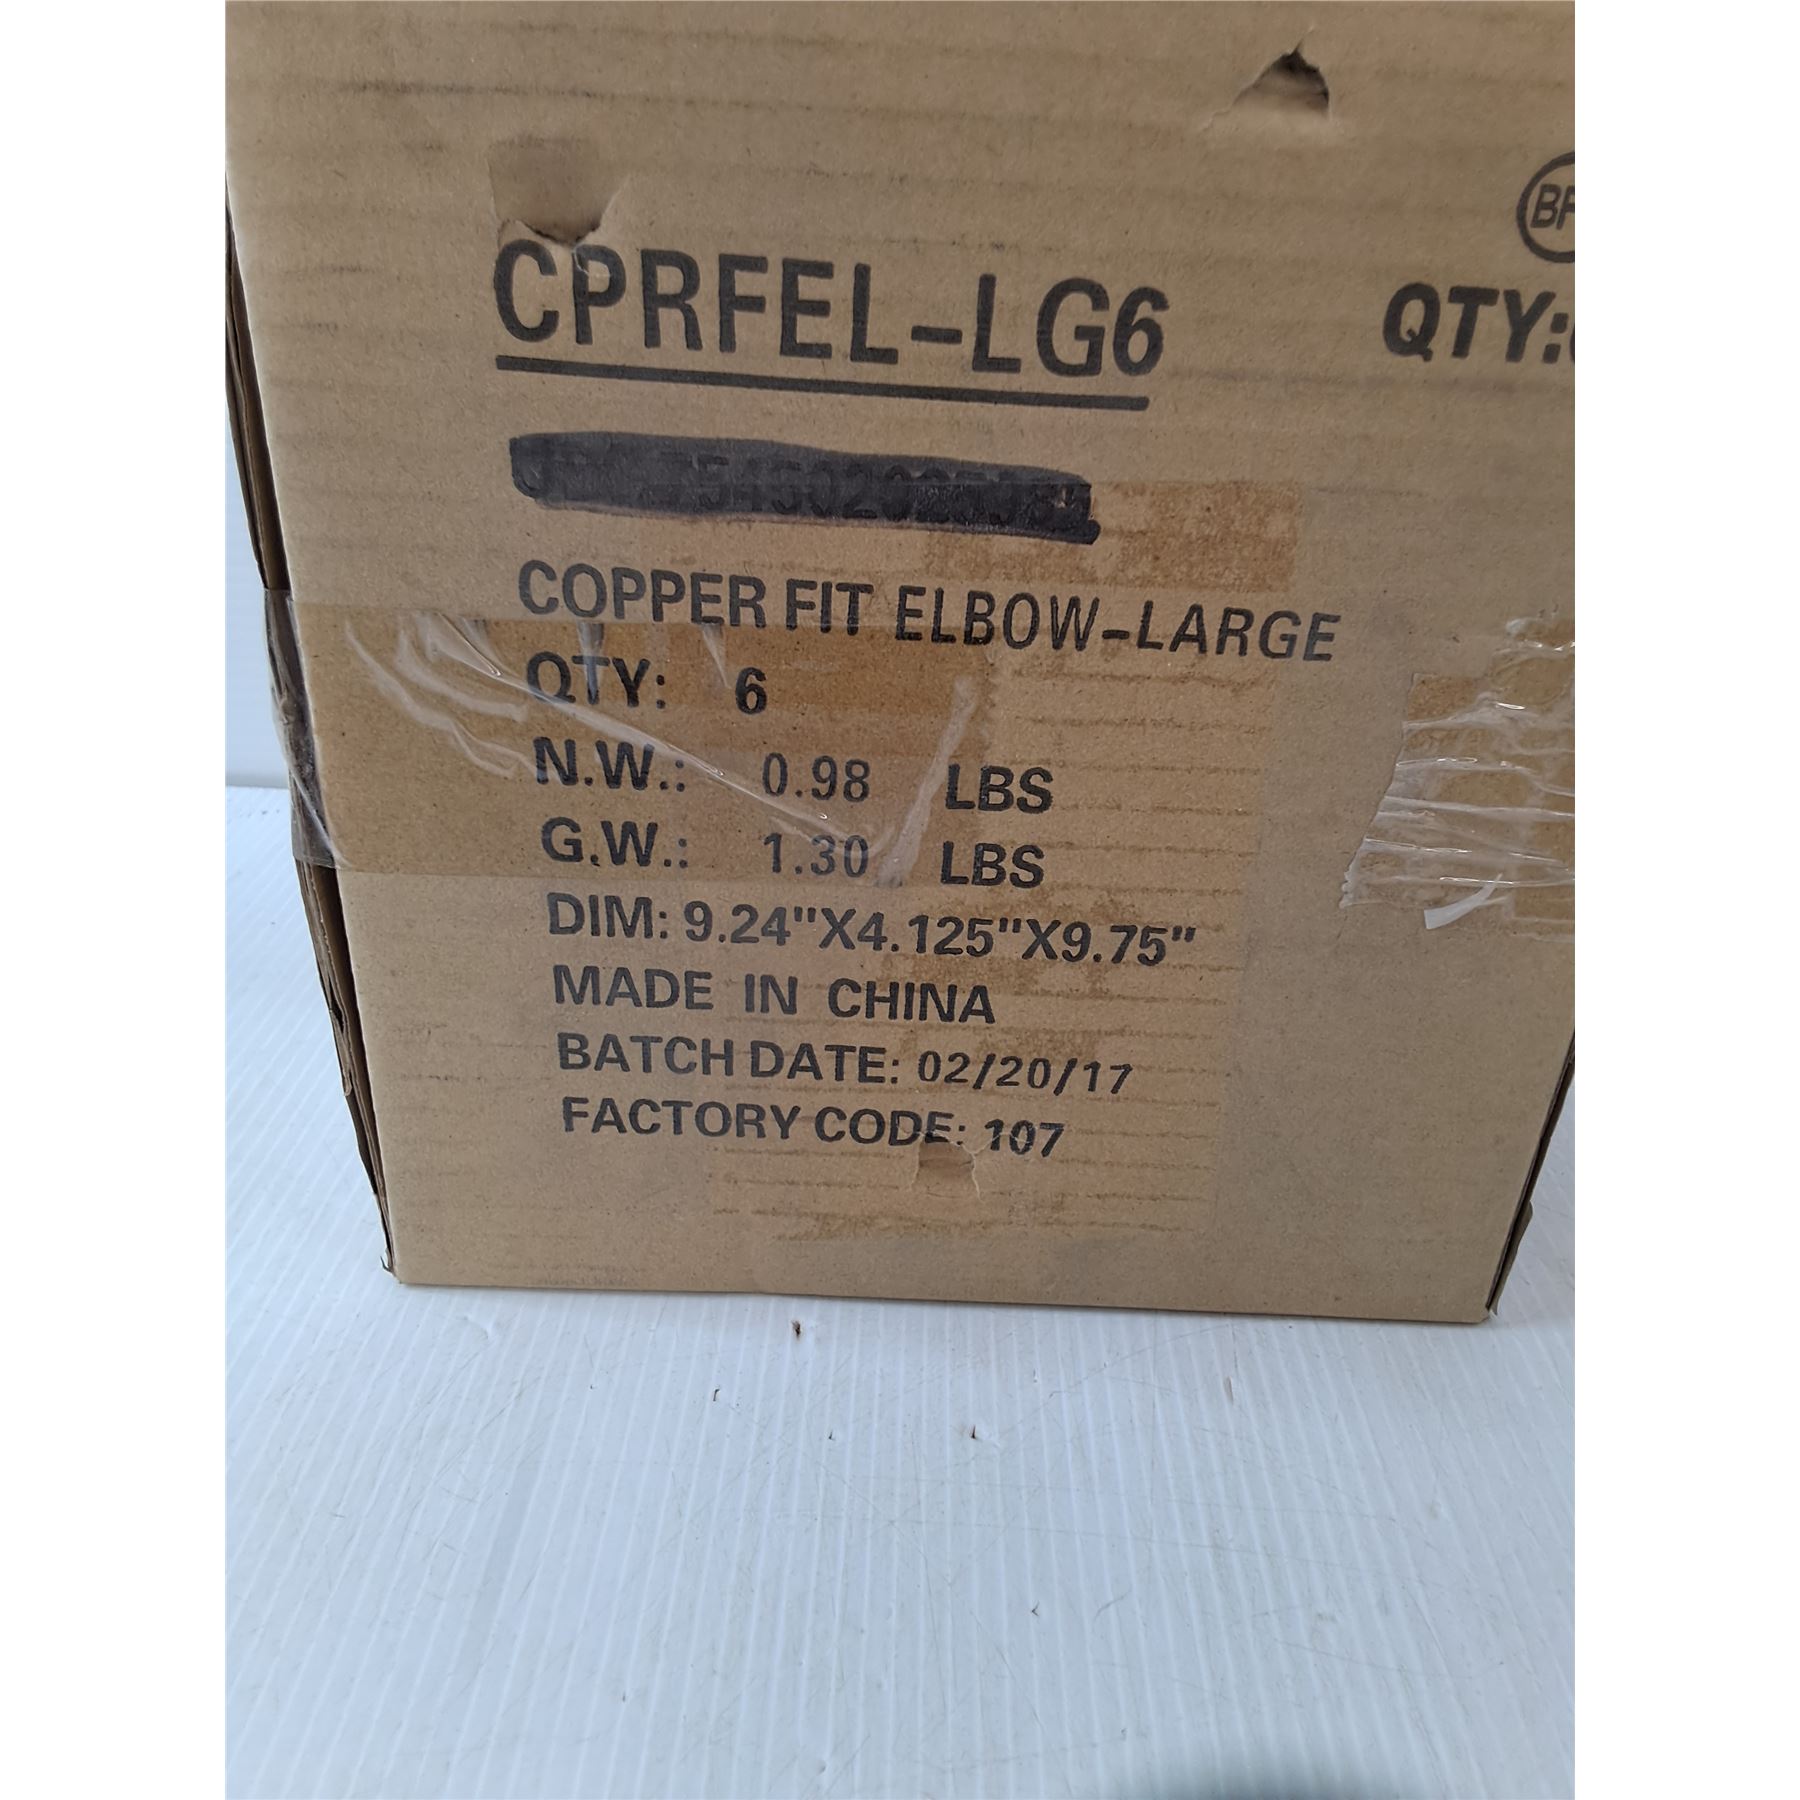 BF
CPRFEL-LG6
QTY:
COPPER FIT ELBOW-LARGE
QTY: 6
N.W.: 0.98 LBS
G.W.: 1.30 LBS
DIM: 9.24"X4.125"X9.75"
MADE IN CHINA
BATCH DATE: 02/20/17
FACTORY CODE: 107